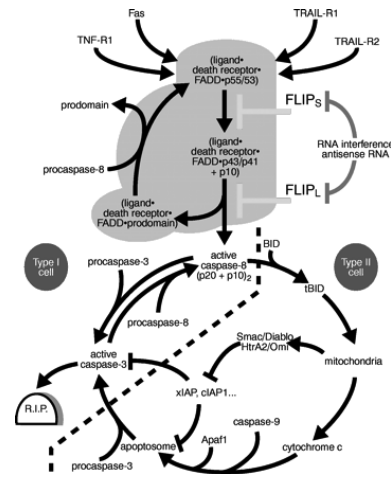 Fas
TRAIL-R1
TNF-R1
TRAIL-R2
(ligand•
death receptor•
FADD•p55/53)
prodomain
FLIPS
RNA interference
antisense RNA
(ligand•
death receptor•
FADD•p43/p41
+ p10)
procaspase-8
FLIPL
(ligand•
death receptor•
FADD•prodomain)
Type I
cell
procaspase-3
active
caspase-8
(p20 + p10)2
BID
Type II
cell
tBID
procaspase-8
Smac/Diablo
HtrA2/Omi
mitochondria
active
caspase-3
R.I.P.
xIAP, cIAP1...
caspase-9
Apaf1
apoptosome
cytochrome c
procaspase-3